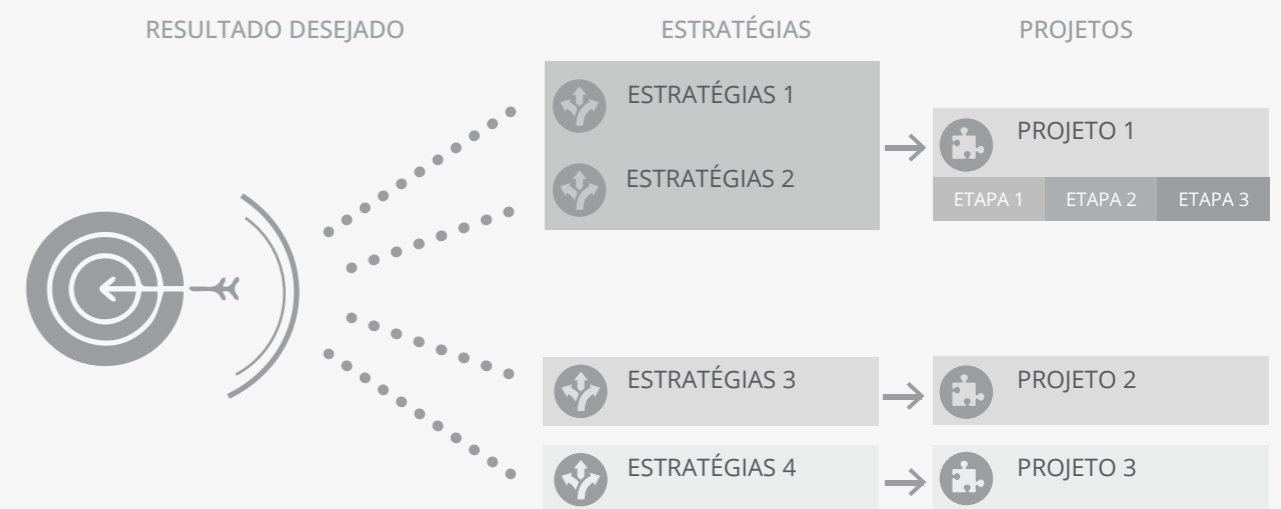 RESULTADO DESEJADO
ESTRATÉGIAS
PROJETOS
ESTRATÉGIAS 1
ESTRATÉGIAS 2
PROJETO 1
ETAPA 1
ETAPA 2
ETAPA 3
ESTRATÉGIAS 3
PROJETO 2
ESTRATÉGIAS 4
PROJETO 3